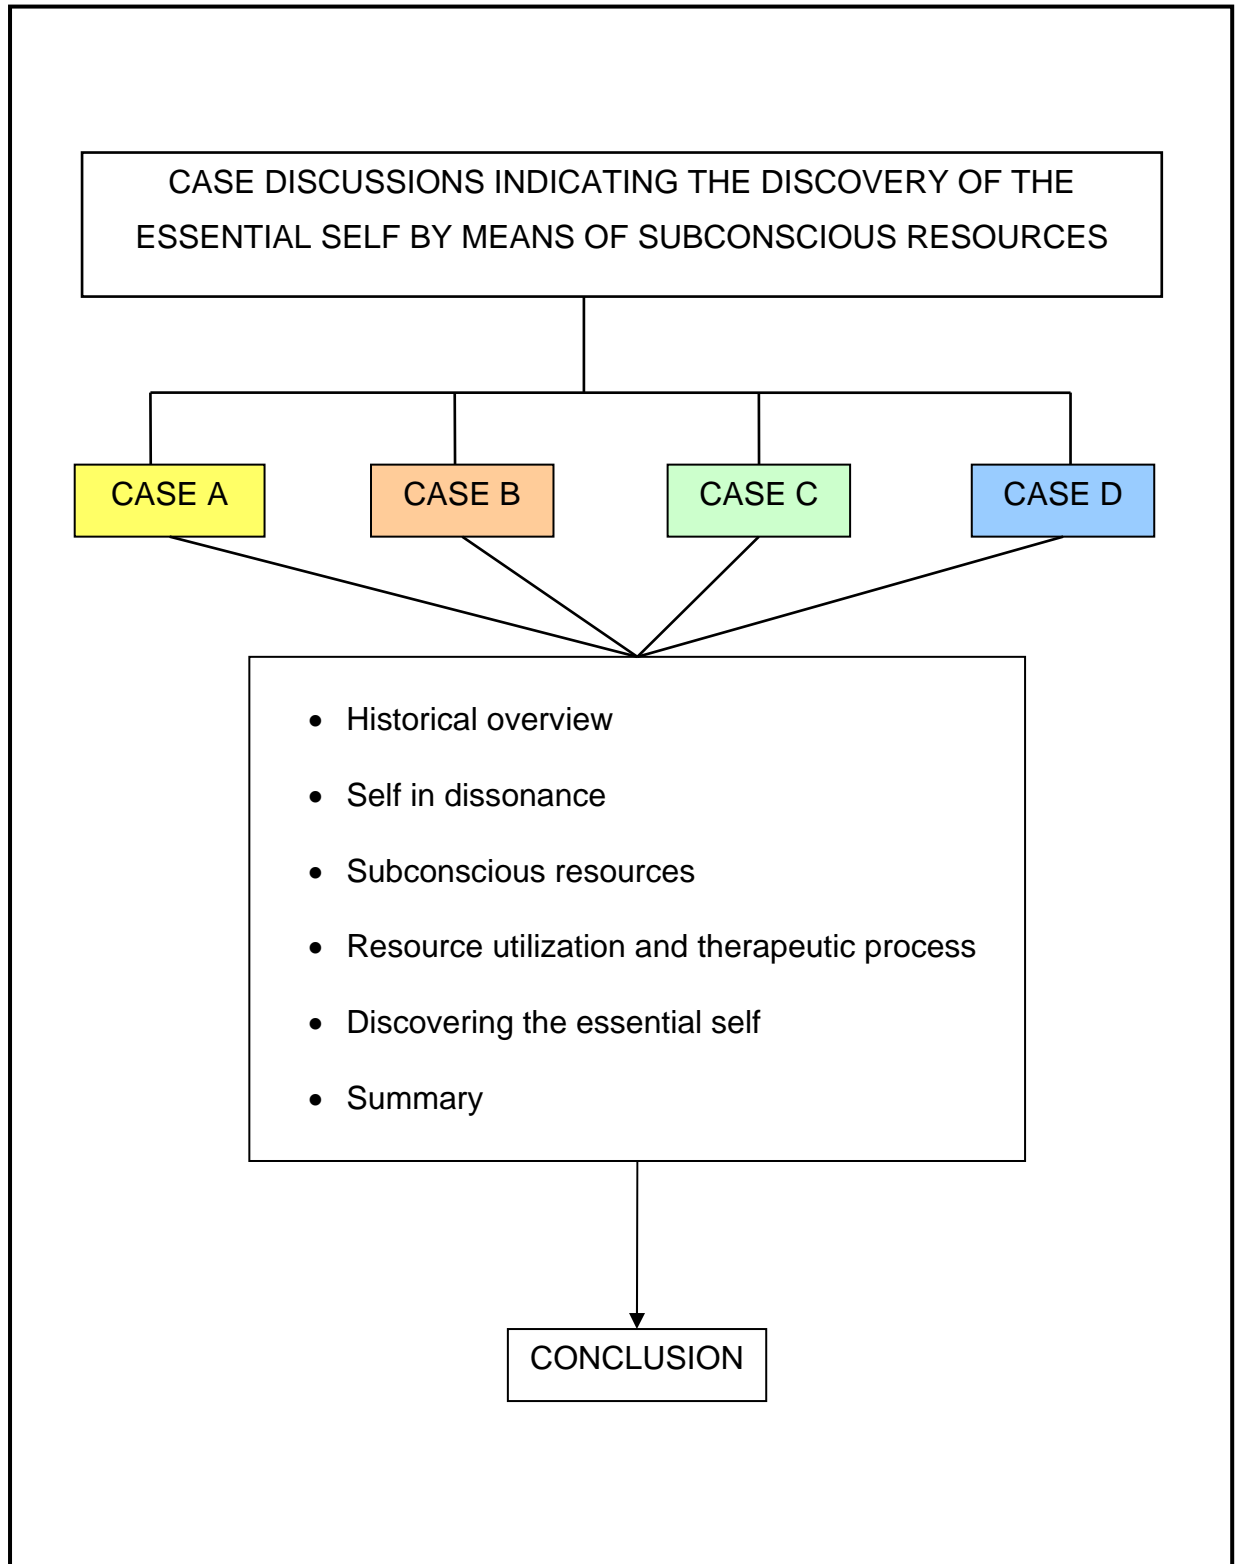 CASE DISCUSSIONS INDICATING THE DISCOVERY OF THE
ESSENTIAL SELF BY MEANS OF SUBCONSCIOUS RESOURCES
CASE A
CASE B
CASE C
CASE D
• Historical overview
• Self in dissonance
• Subconscious resources
• Resource utilization and therapeutic process
• Discovering the essential self
• Summary
CONCLUSION